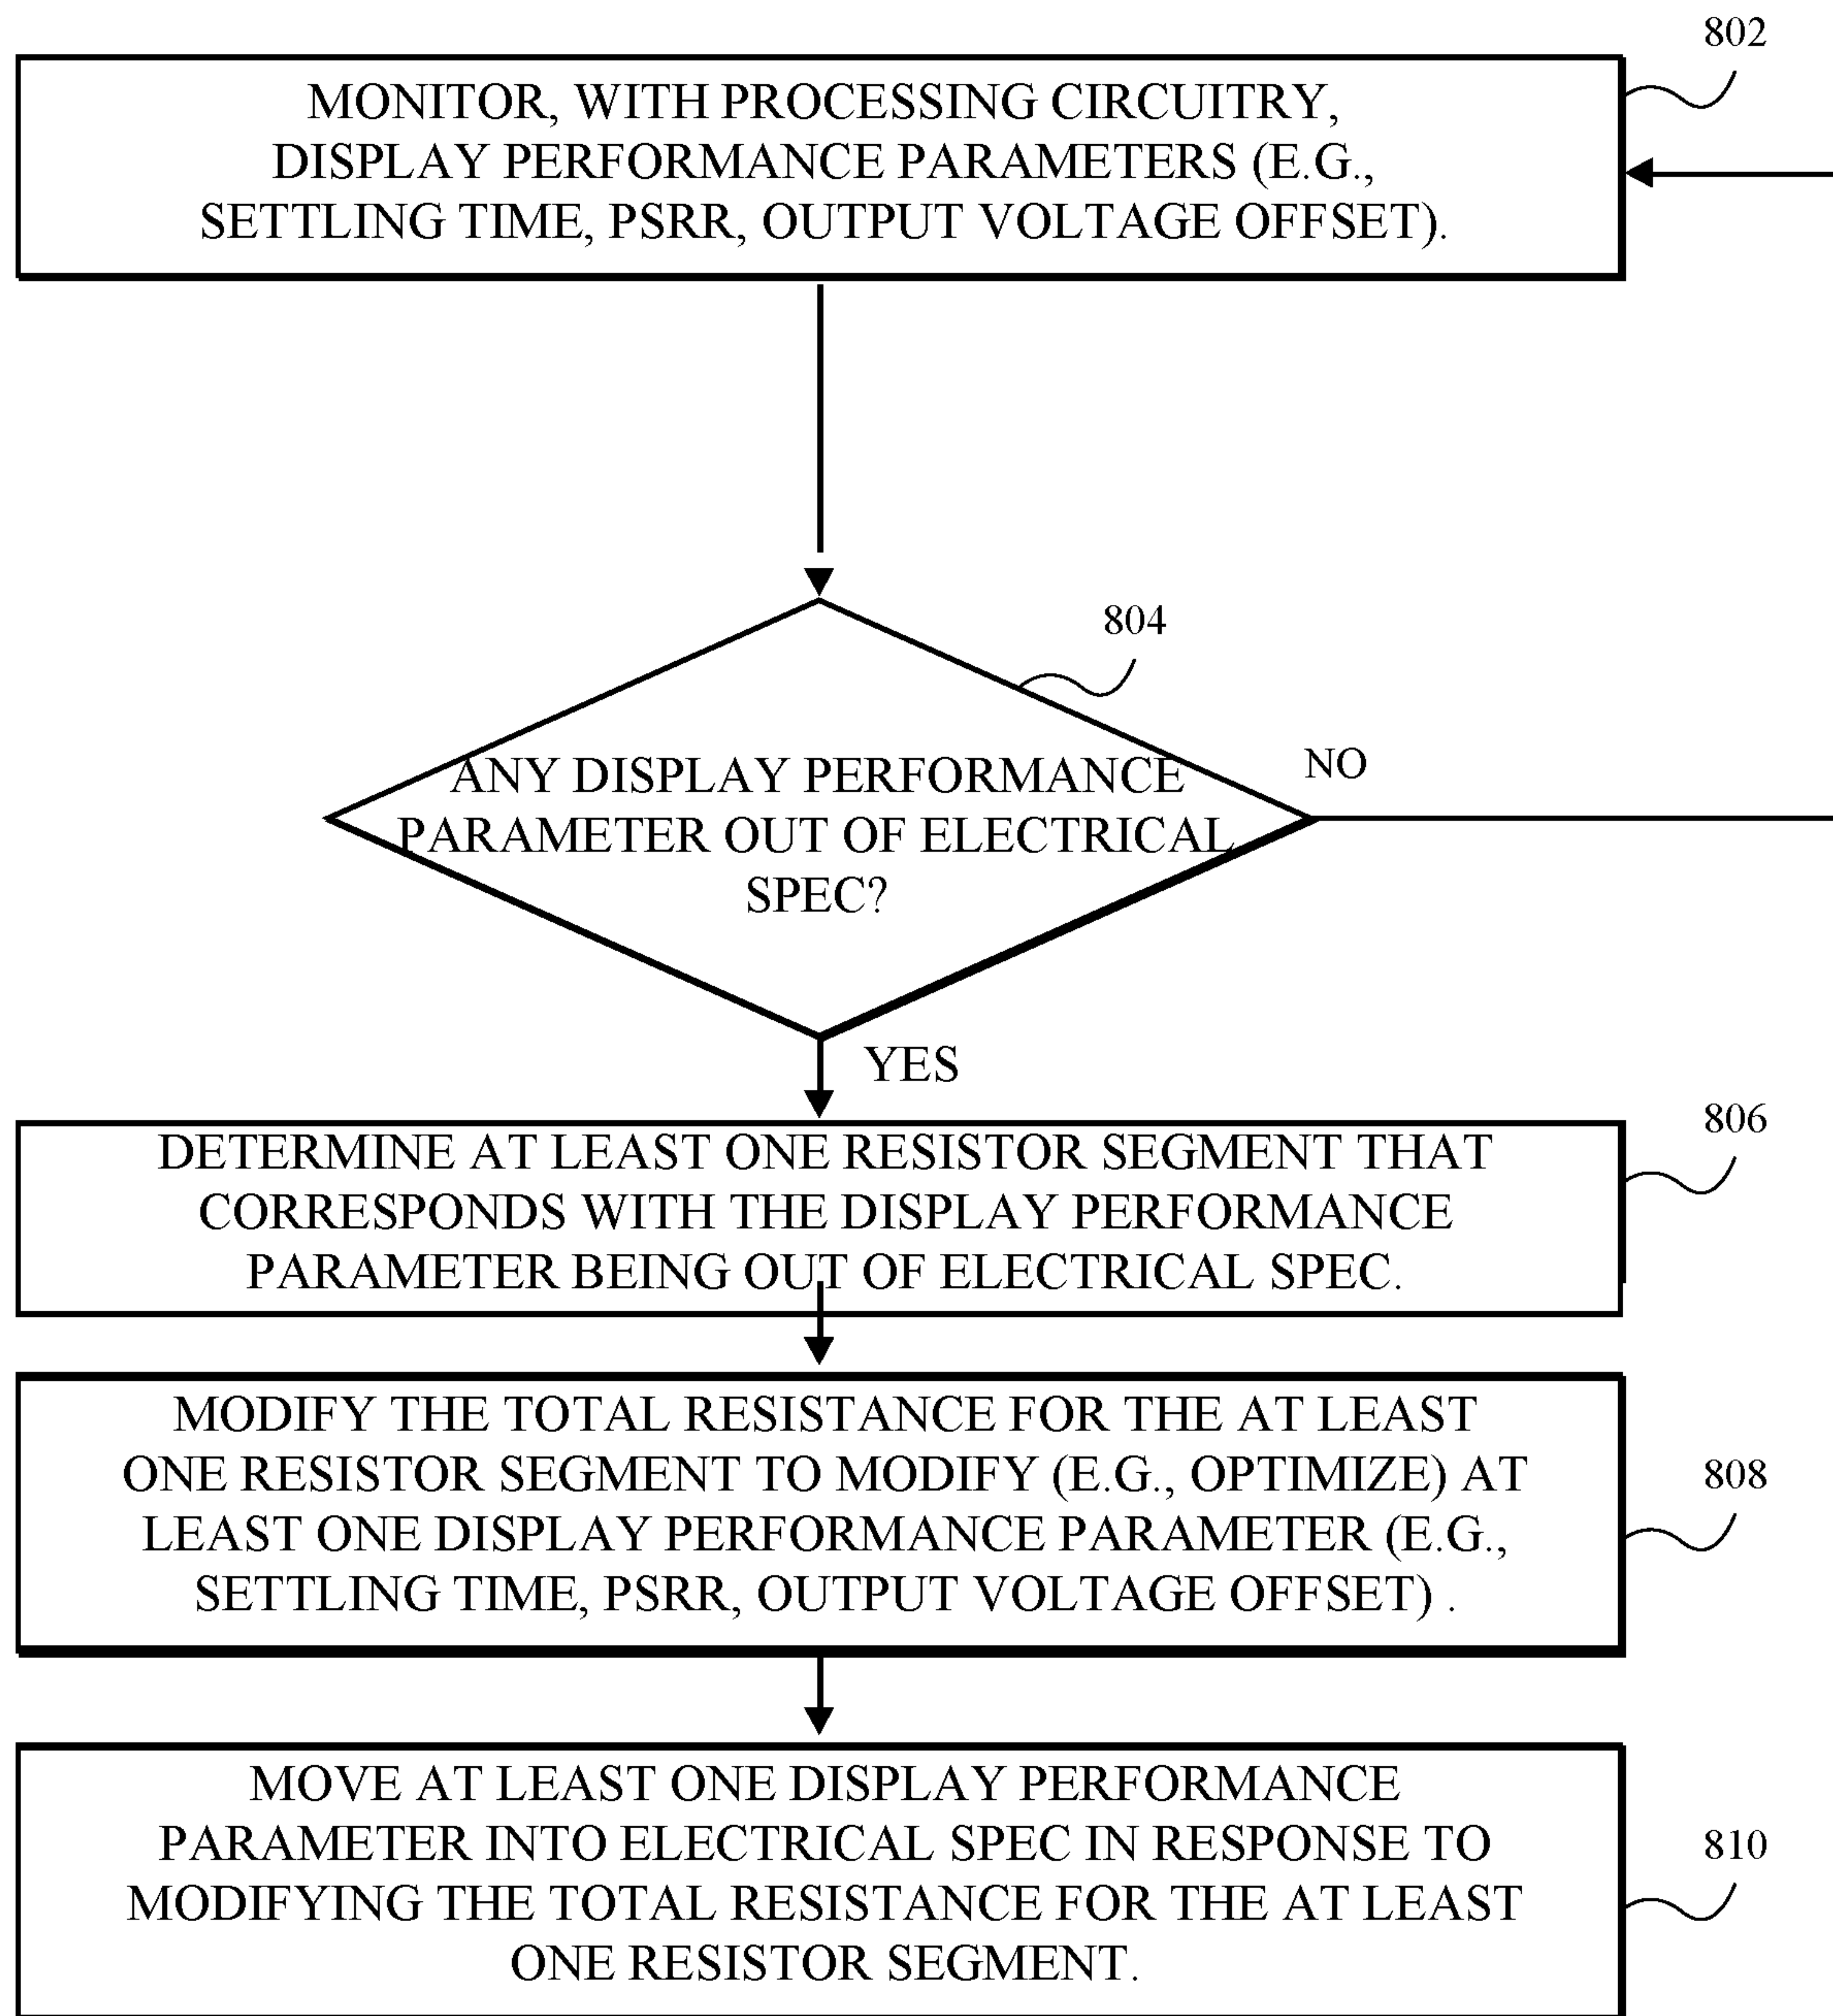 802
MONITOR, WITH PROCESSING CIRCUITRY,
DISPLAY PERFORMANCE PARAMETERS (E.G.,
SETTLING TIME, PSRR, OUTPUT VOLTAGE OFFSET).
804
ANY DISPLAY PERFORMANCE
PARAMETER OUT OF ELECTRICAL
SPEC?
NO
YES
806
DETERMINE AT LEAST ONE RESISTOR SEGMENT THAT
CORRESPONDS WITH THE DISPLAY PERFORMANCE
PARAMETER BEING OUT OF ELECTRICAL SPEC.
MODIFY THE TOTAL RESISTANCE FOR THE AT LEAST
ONE RESISTOR SEGMENT TO MODIFY (E.G., OPTIMIZE) AT
LEAST ONE DISPLAY PERFORMANCE PARAMETER (E.G.,
SETTLING TIME, PSRR, OUTPUT VOLTAGE OFFSET) .
808
MOVE AT LEAST ONE DISPLAY PERFORMANCE
PARAMETER INTO ELECTRICAL SPEC IN RESPONSE TO
MODIFYING THE TOTAL RESISTANCE FOR THE AT LEAST
ONE RESISTOR SEGMENT.
810